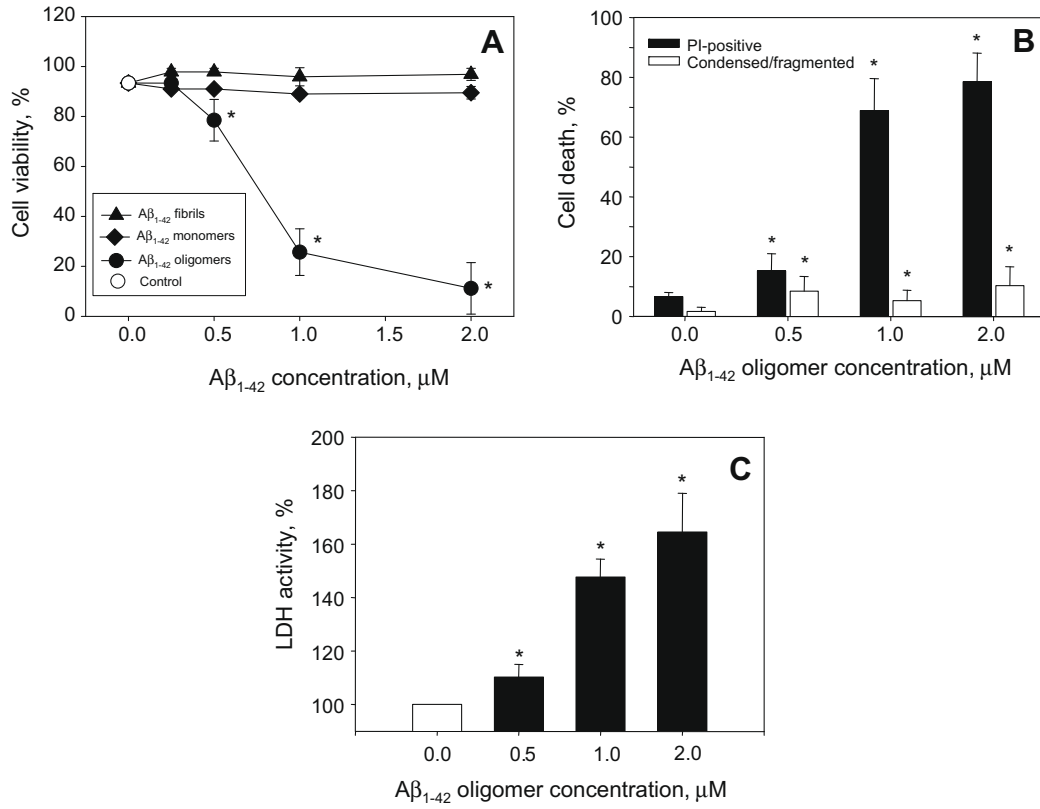 A
Cell viability, %
120
100
80
60
40
20
0
Aβ1-42 fibrils
Aβ1-42 monomers
Aβ1-42 oligomers
Control
*
*
*
0.0 0.5 1.0 1.5 2.0
Aβ1-42 concentration, μM
B
Cell death, %
100
80
60
40
20
0
PI-positive
Condensed/fragmented
*
*
*
*
*
*
0.0 0.5 1.0 2.0
Aβ1-42 oligomer concentration, μM
C
LDH activity, %
200
180
160
140
120
100
*
*
*
0.0 0.5 1.0 2.0
Aβ1-42 oligomer concentration, μM